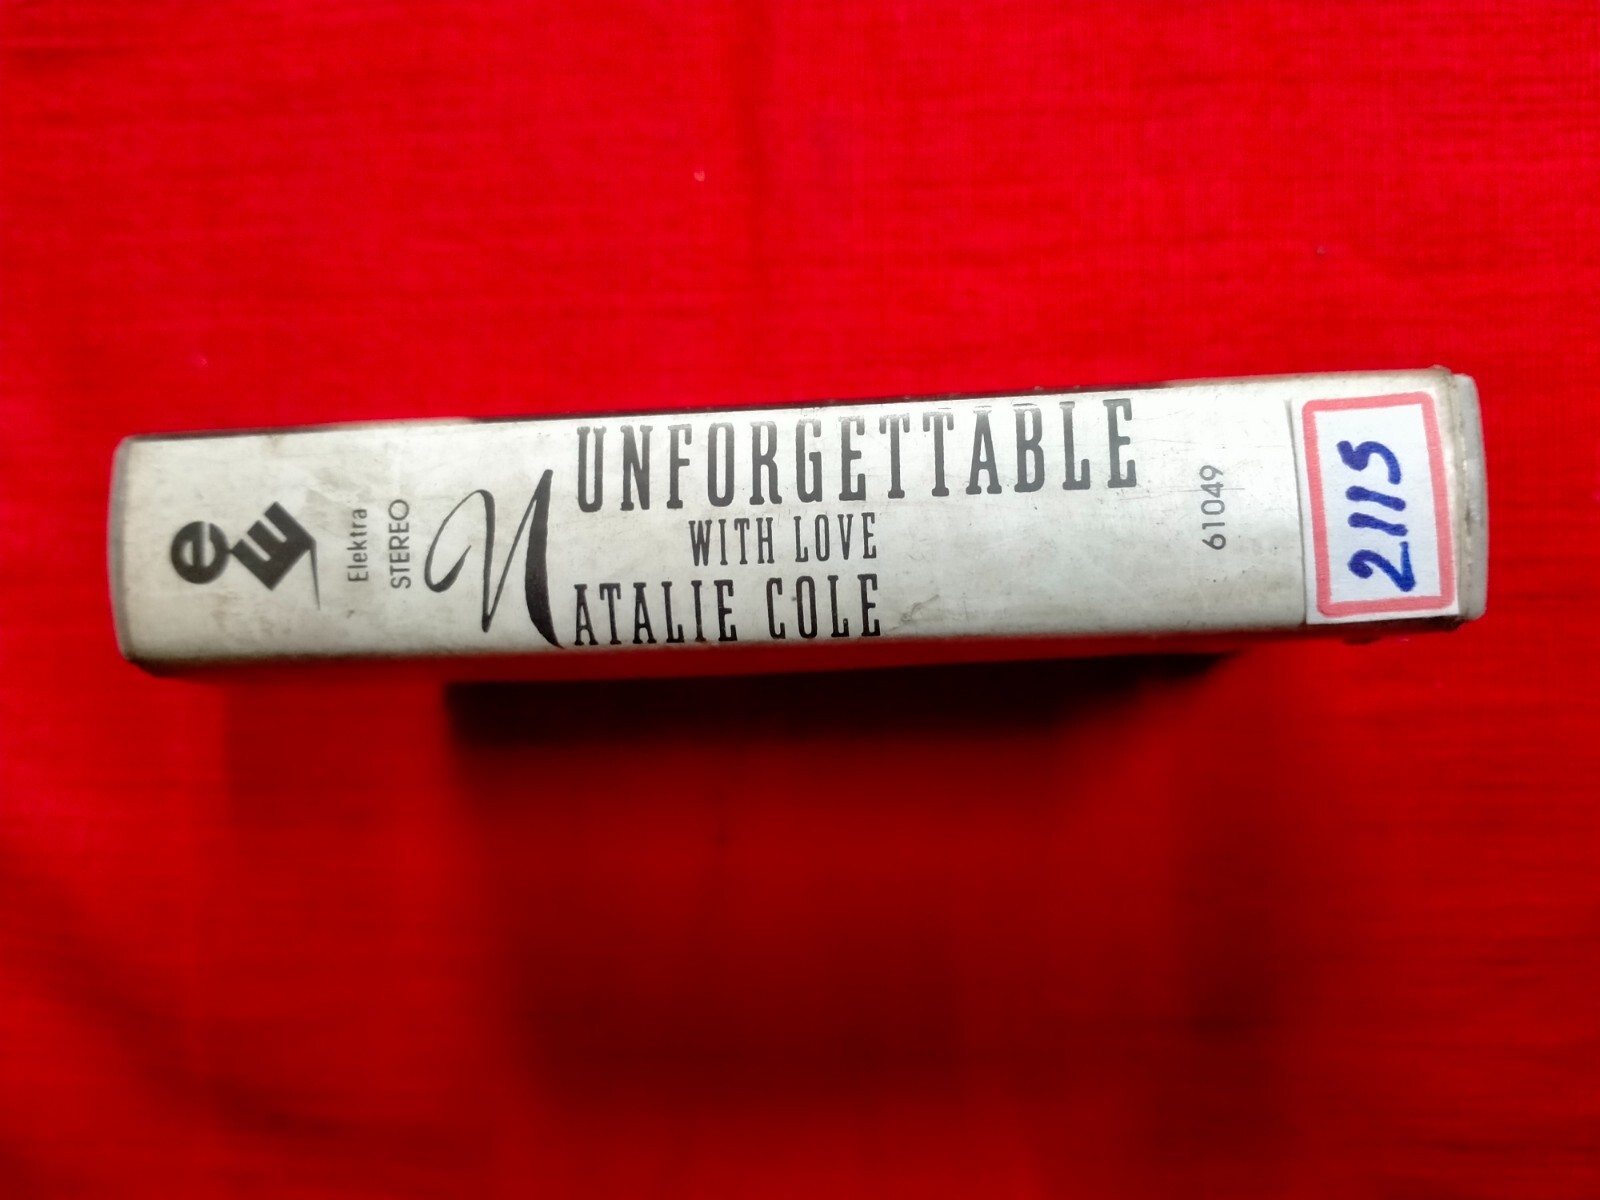 e
Elektra
STEREO
UNFORGETTABLE
WITH LOVE
NATALIE COLE
61049
2115